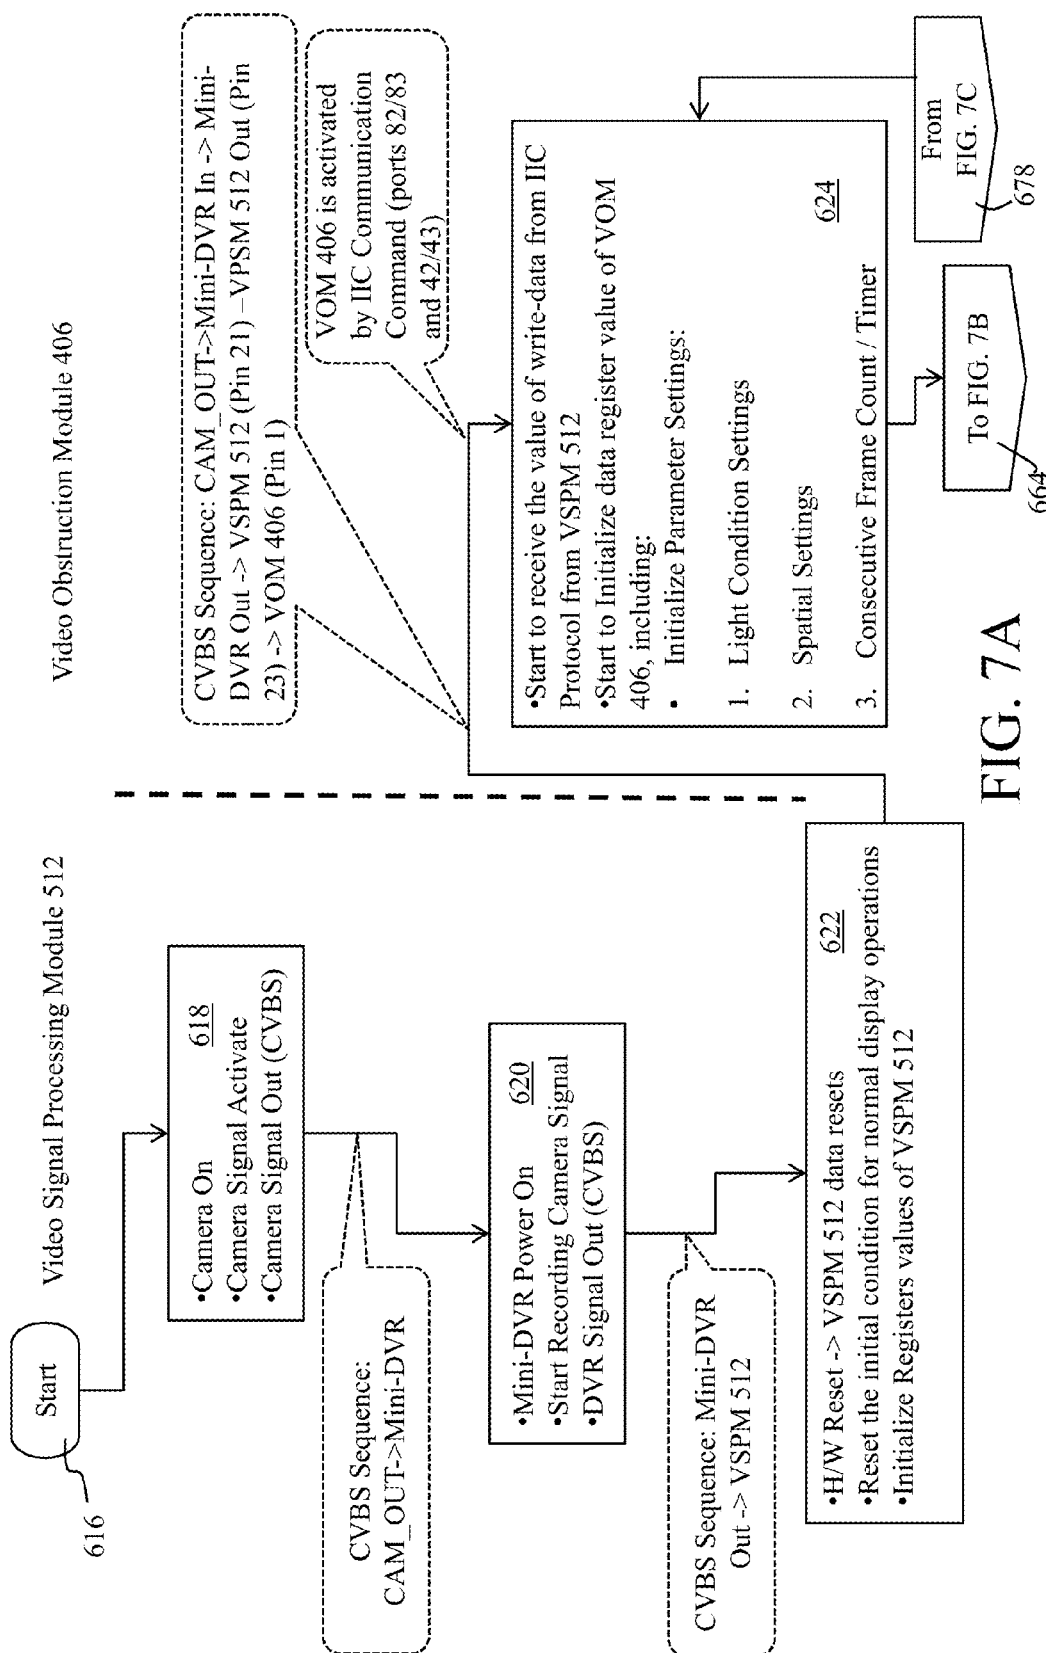 Video Signal Processing Module 512
Start
616
•Camera On
618
•Camera Signal Activate
•Camera Signal Out (CVBS)
CVBS Sequence:
CAM_OUT->Mini-DVR
•Mini-DVR Power On
620
•Start Recording Camera Signal
•DVR Signal Out (CVBS)
CVBS Sequence: Mini-DVR
Out -> VSPM 512
•H/W Reset -> VSPM 512 data resets
622
•Reset the initial condition for normal display operations
•Initialize Registers values of VSPM 512
Video Obstruction Module 406
CVBS Sequence: CAM_OUT->Mini-DVR In -> Mini-
DVR Out -> VSPM 512 (Pin 21) – VPSM 512 Out (Pin
23) -> VOM 406 (Pin 1)
VOM 406 is activated
by IIC Communication
Command (ports 82/83
and 42/43)
•Start to receive the value of write-data from IIC
Protocol from VSPM 512
•Start to Initialize data register value of VOM
406, including:
• Initialize Parameter Settings:
1. Light Condition Settings
2. Spatial Settings
3. Consecutive Frame Count / Timer
624
To FIG. 7B
664
From
FIG. 7C
678
FIG. 7A